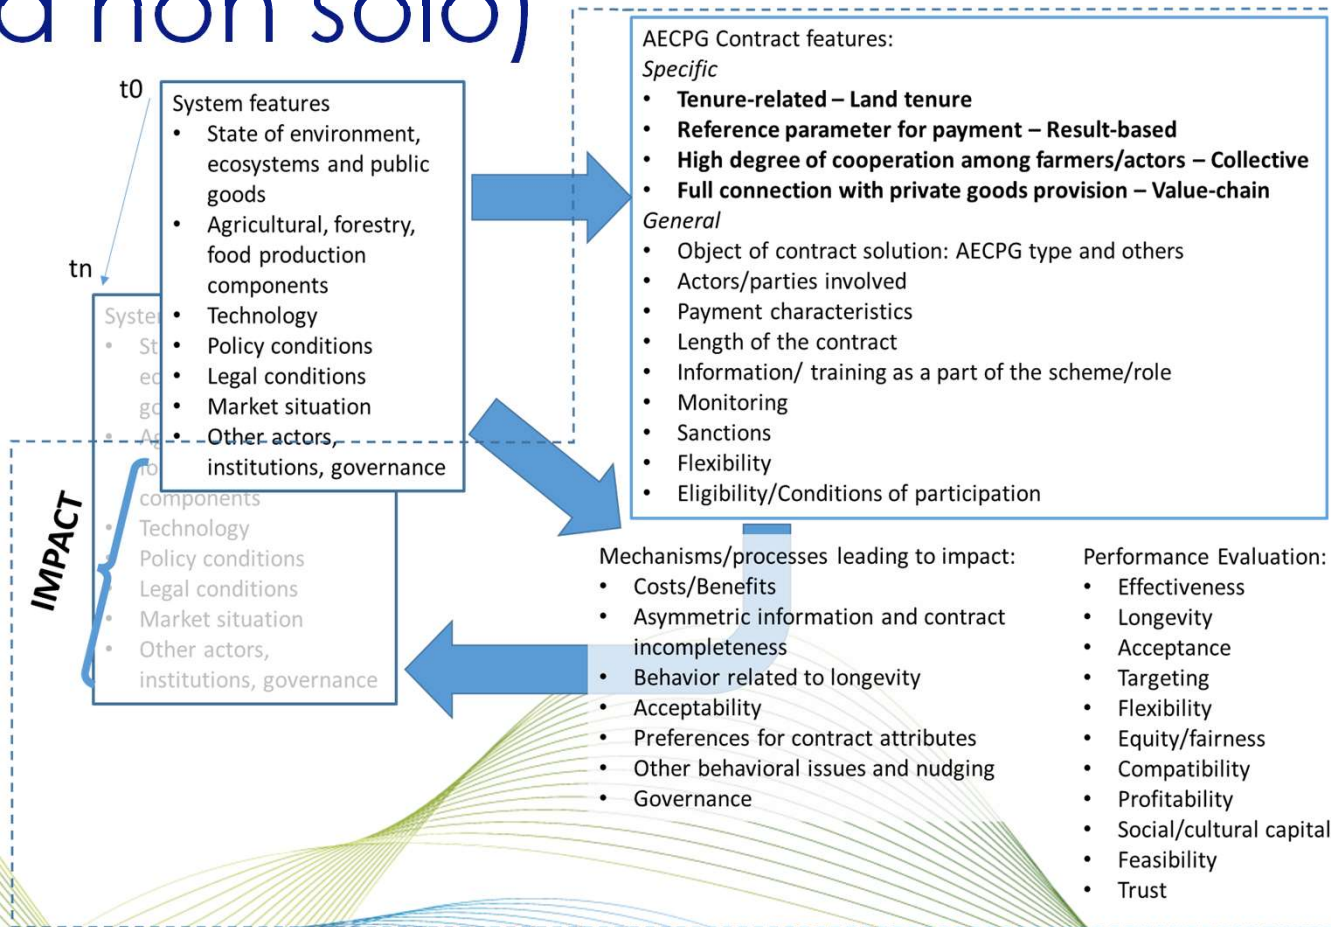 a non solo)
t0
System features
• State of environment,
ecosystems and public
goods
• Agricultural, forestry,
food production
components
• Technology
• Policy conditions
• Legal conditions
• Market situation
• Other actors,
institutions, governance
tn
components
• Technology
• Policy conditions
• Legal conditions
• Market situation
• Other actors,
institutions, governance
IMPACT
AECPG Contract features:
Specific
• Tenure-related – Land tenure
• Reference parameter for payment – Result-based
• High degree of cooperation among farmers/actors – Collective
• Full connection with private goods provision – Value-chain
General
• Object of contract solution: AECPG type and others
• Actors/parties involved
• Payment characteristics
• Length of the contract
• Information/ training as a part of the scheme/role
• Monitoring
• Sanctions
• Flexibility
• Eligibility/Conditions of participation
Mechanisms/processes leading to impact:
• Costs/Benefits
• Asymmetric information and contract
incompleteness
• Behavior related to longevity
• Acceptability
• Preferences for contract attributes
• Other behavioral issues and nudging
• Governance
Performance Evaluation:
• Effectiveness
• Longevity
• Acceptance
• Targeting
• Flexibility
• Equity/fairness
• Compatibility
• Profitability
• Social/cultural capital
• Feasibility
• Trust